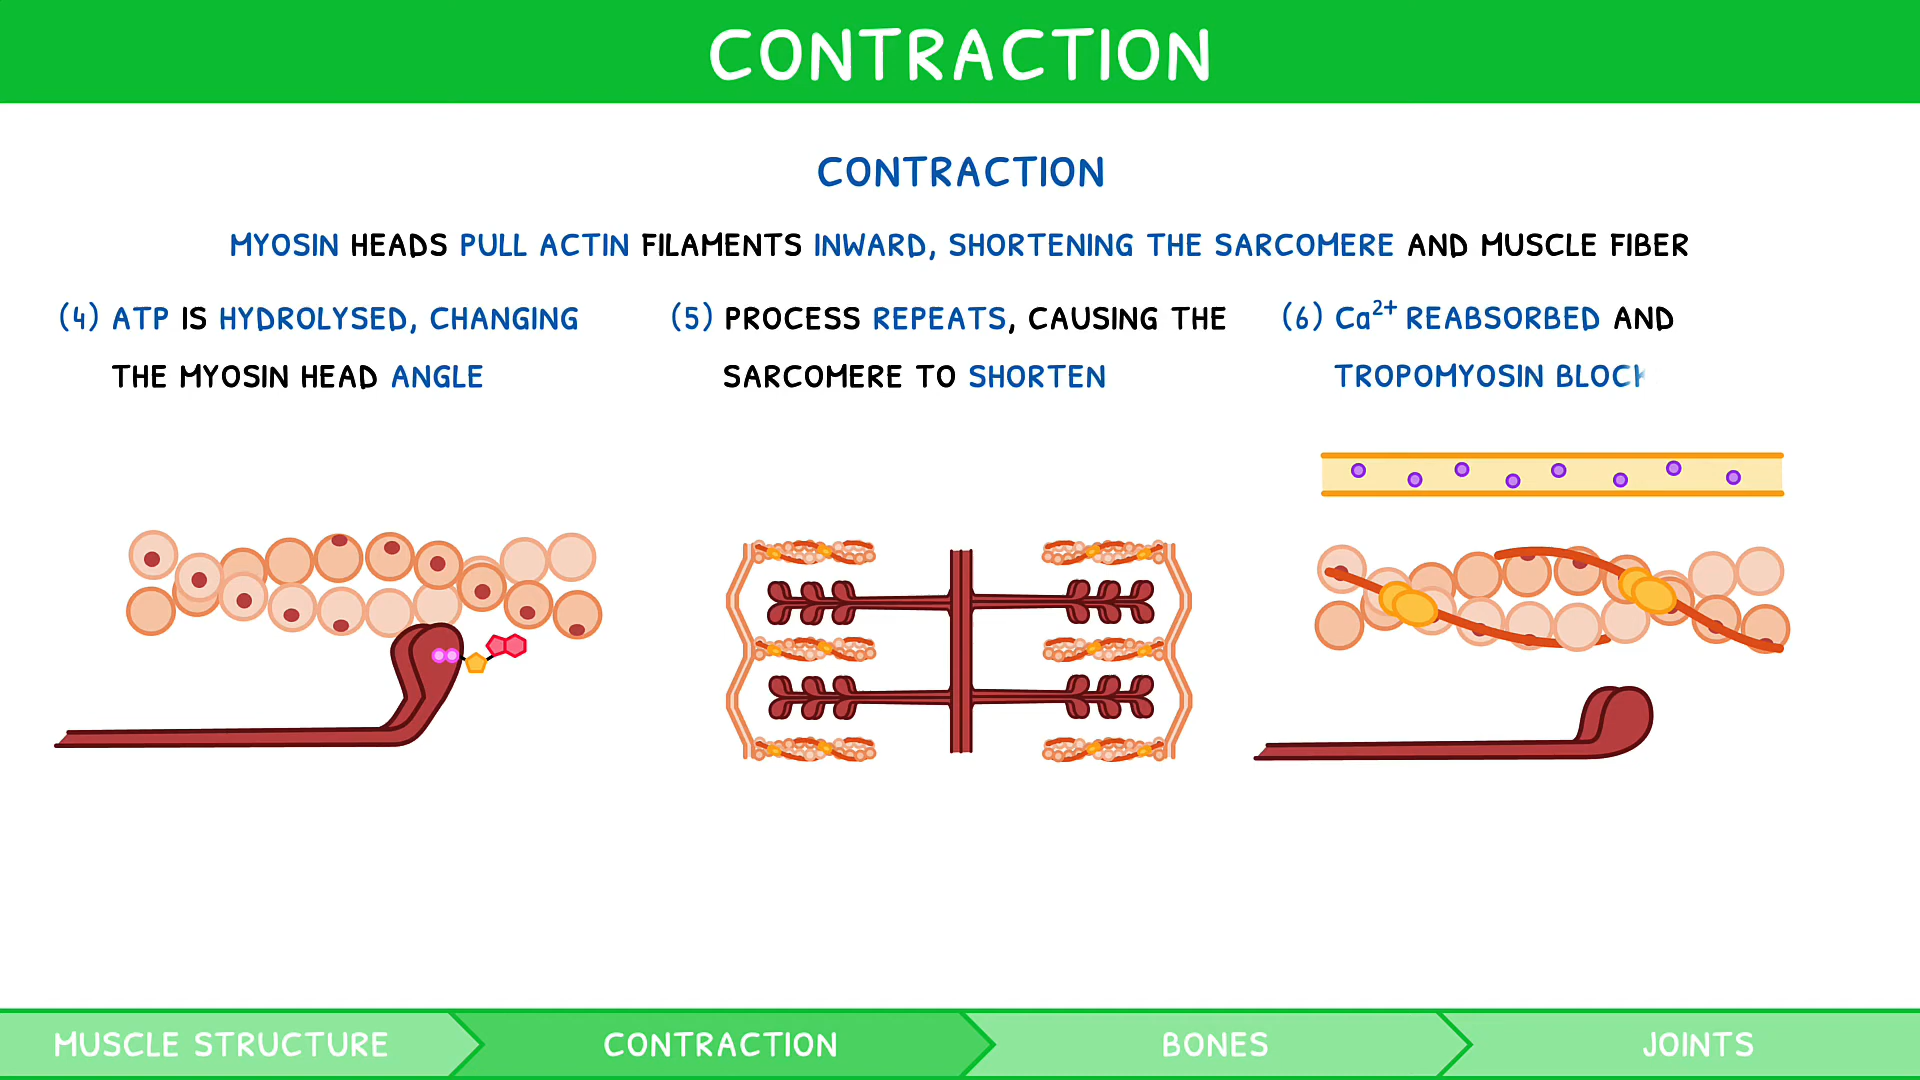 CONTRACTION
CONTRACTION
MYOSIN HEADS PULL ACTIN FILAMENTS INWARD, SHORTENING THE SARCOMERE AND MUSCLE FIBER
(4) ATP IS HYDROLYSED, CHANGING
THE MYOSIN HEAD ANGLE
(5) PROCESS REPEATS, CAUSING THE
SARCOMERE TO SHORTEN
(6) Ca²⁺ REABSORBED AND
TROPOMYOSIN
MUSCLE STRUCTURE
CONTRACTION
BONES
JOINTS